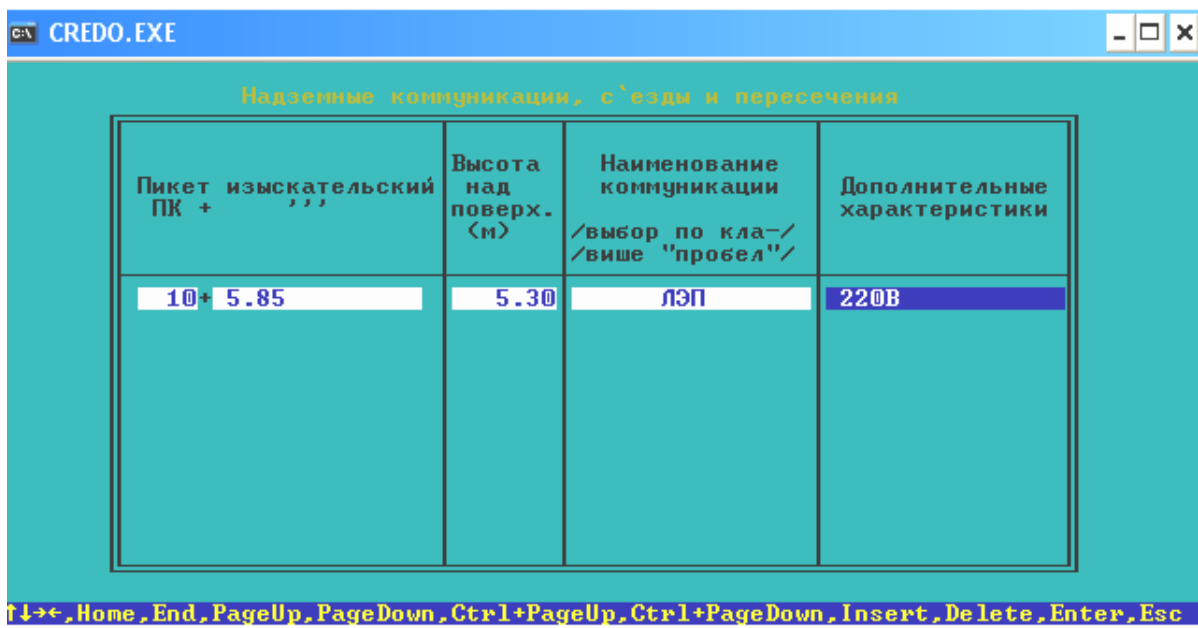 CREDO.EXE
Надземные коммуникации, с`езды и пересечения
Пикет изыскательский
ПК + ′′′
Высота
над
поверх.
(м)
Наименование
коммуникации
/выбор по кла-/
/више "пробел"/
Дополнительные
характеристики
10+ 5.85 5.30 ЛЭП 220В
↑↓→←,Home,End,PageUp,PageDown,Ctrl+PageUp,Ctrl+PageDown,Insert,Delete,Enter,Esc